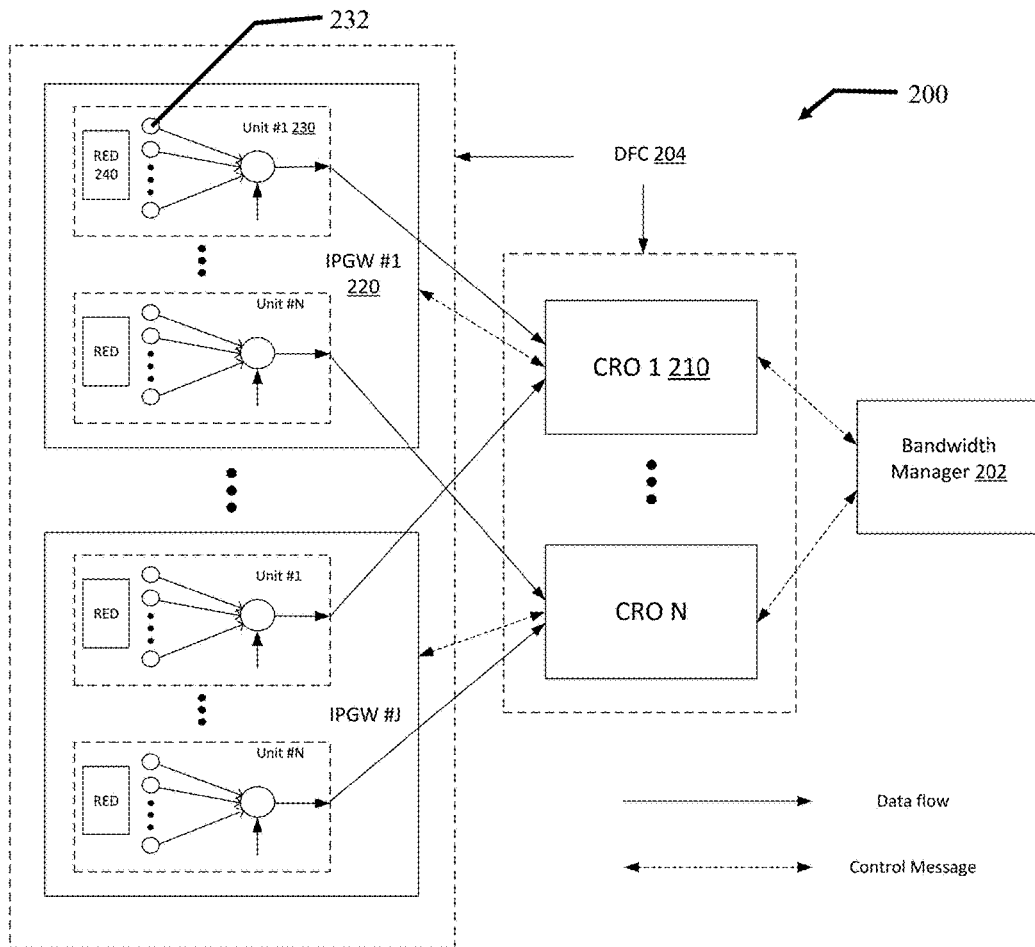 232
200
Unit #1 230
RED
240
DFC 204
IPGW #1
220
Unit #N
RED
CRO 1 210
Bandwidth
Manager 202
Unit #1
RED
CRO N
IPGW #J
Unit #N
RED
Data flow
Control Message